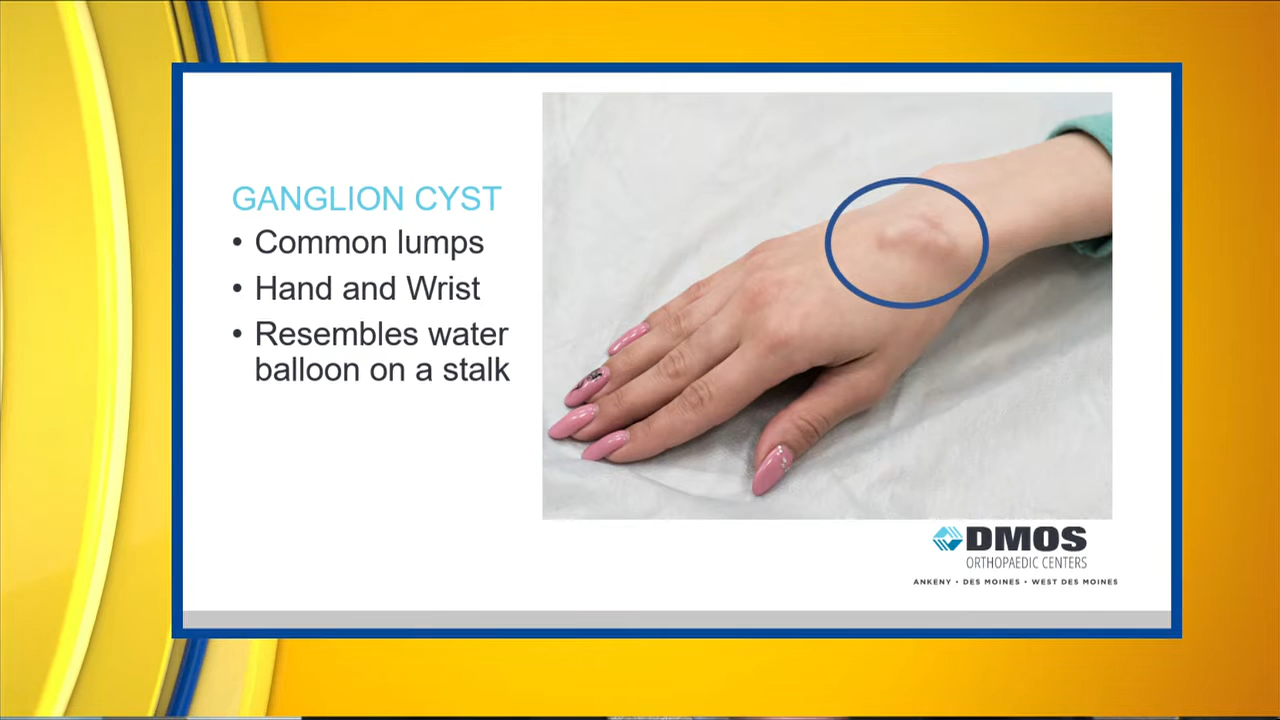 GANGLION CYST
• Common lumps
• Hand and Wrist
• Resembles water
balloon on a stalk
DMOS
ORTHOPAEDIC CENTERS
ANKENY • DES MOINES • WEST DES MOINES